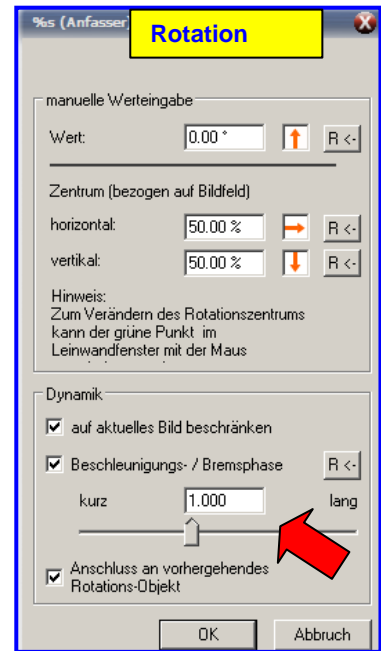 %s (Anfasser)
Rotation
manuelle Werteingabe
Wert: 0.00 ° R <-
Zentrum (bezogen auf Bildfeld)
horizontal: 50.00 % R <-
vertikal: 50.00 % R <-
Hinweis:
Zum Verändern des Rotationszentrums
kann der grüne Punkt im
Leinwandfenster mit der Maus
Dynamik
auf aktuelles Bild beschränken
Beschleunigungs- / Bremsphase R <-
kurz 1.000 lang
Anschluss an vorhergehendes
Rotations-Objekt
OK Abbruch